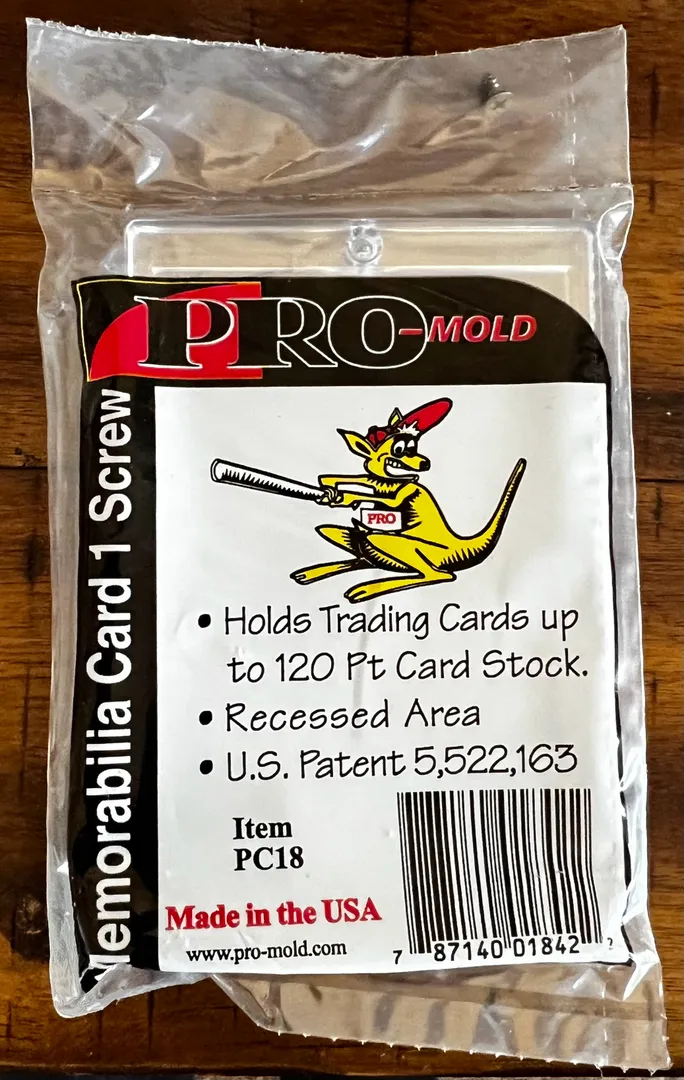 PRO-MOLD
Memorabilia Card 1 Screw
PRO
• Holds Trading Cards up
to 120 Pt Card Stock.
• Recessed Area
• U.S. Patent 5,522,163
Item
PC18
Made in the USA
www.pro-mold.com
7 87140 01842 2